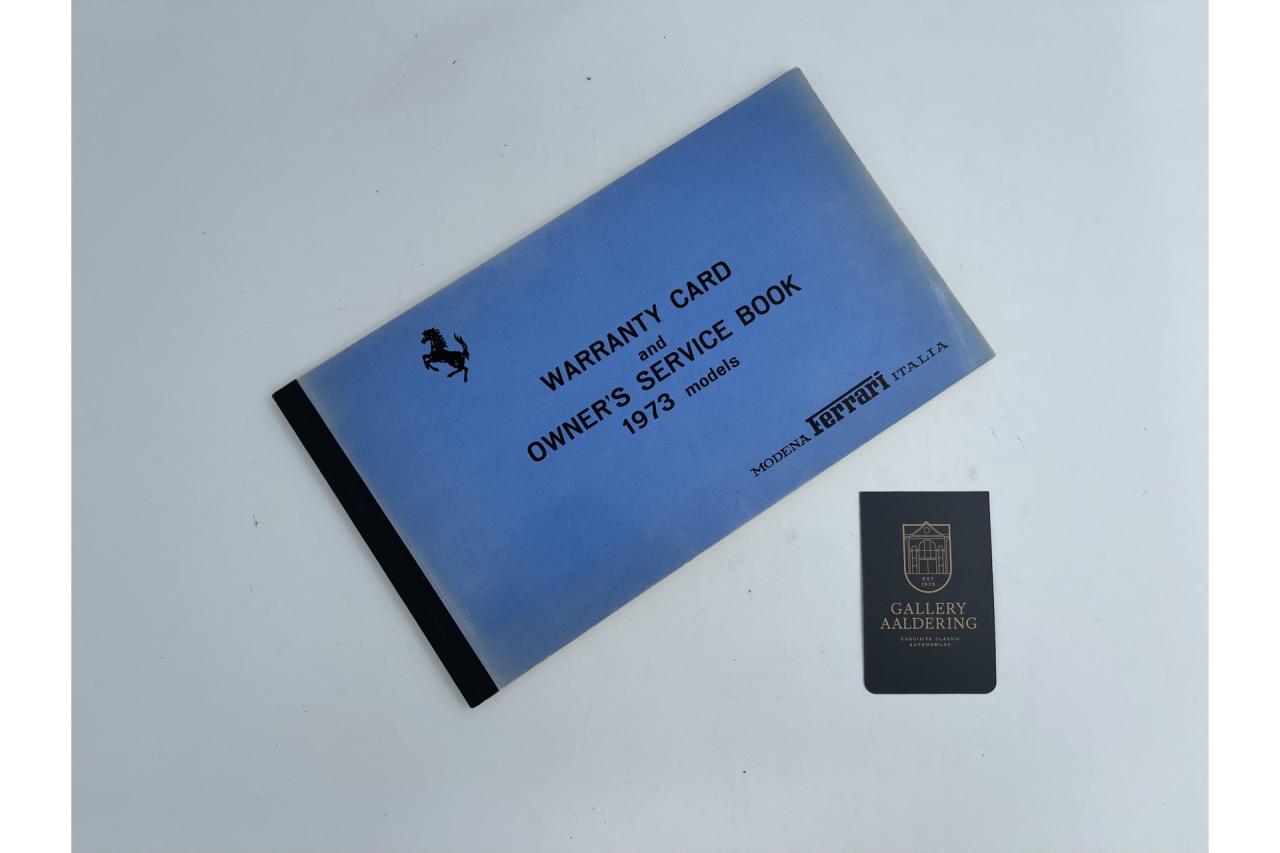 WARRANTY CARD
and
OWNER'S SERVICE BOOK
1973 models
MODENA Ferrari ITALIA
EST.
1975
GALLERY
AALDERING
EXQUISITE CLASSIC
AUTOMOBILES